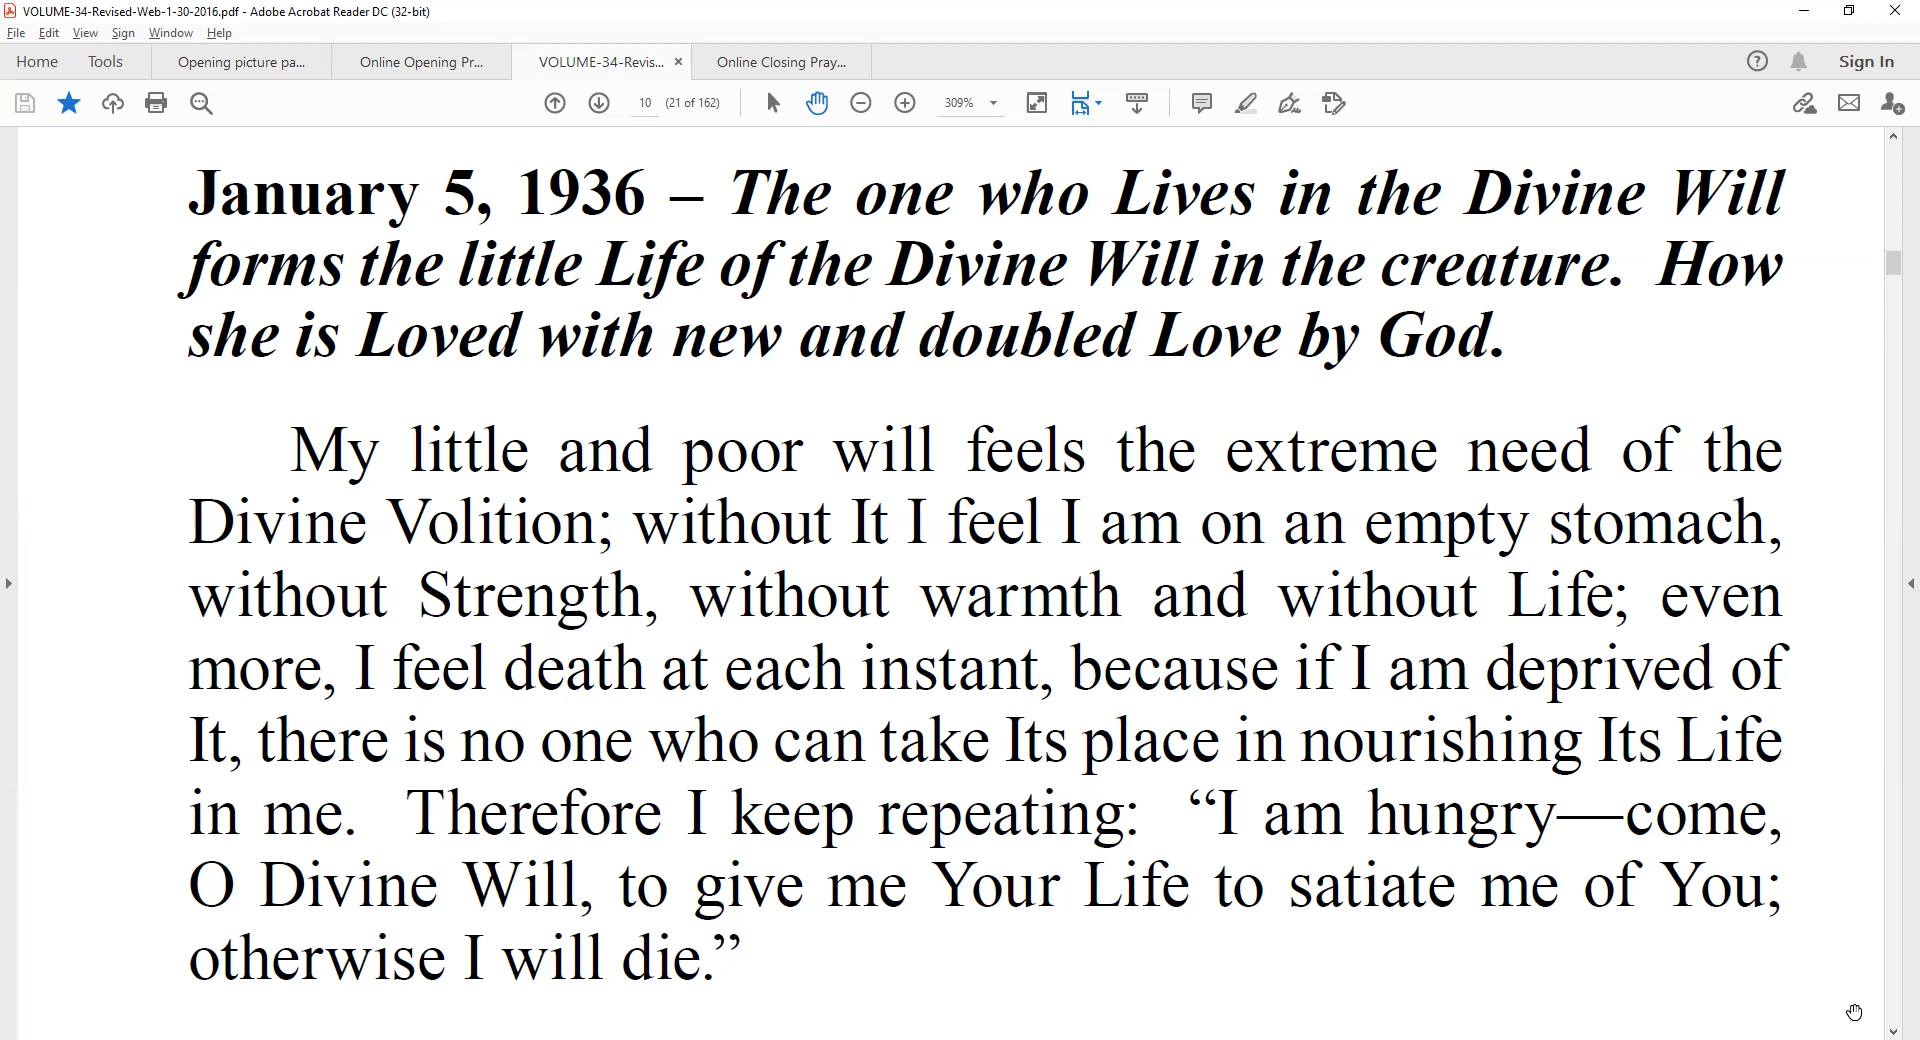 VOLUME-34-Revised-Web-1-30-2016.pdf - Adobe Acrobat Reader DC (32-bit)
File Edit View Sign Window Help
Home Tools Opening picture pa... Online Opening Pr... VOLUME-34-Revis... × Online Closing Pray... Sign In
10 (21 of 162) 309%
January 5, 1936 – The one who Lives in the Divine Will
forms the little Life of the Divine Will in the creature. How
she is Loved with new and doubled Love by God.
My little and poor will feels the extreme need of the
Divine Volition; without It I feel I am on an empty stomach,
without Strength, without warmth and without Life; even
more, I feel death at each instant, because if I am deprived of
It, there is no one who can take Its place in nourishing Its Life
in me. Therefore I keep repeating: “I am hungry—come,
O Divine Will, to give me Your Life to satiate me of You;
otherwise I will die.”